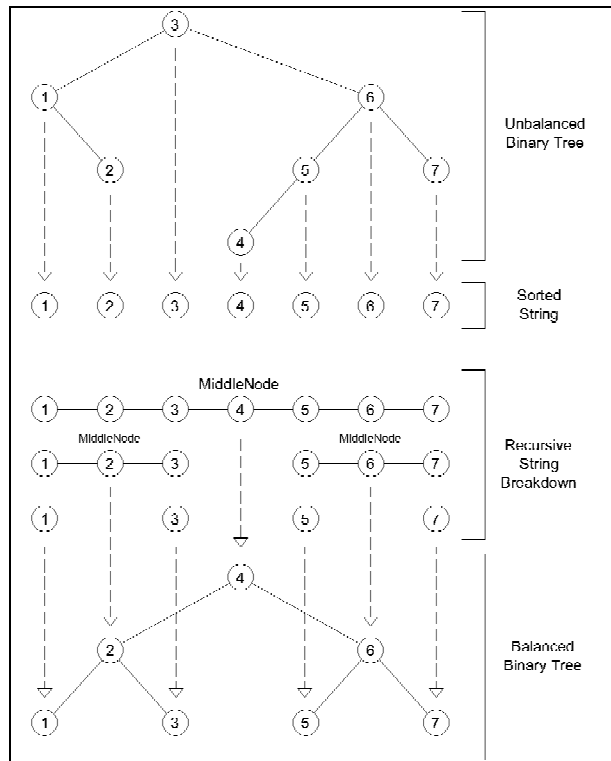 3
1
6
Unbalanced
Binary Tree
2
5
7
4
1 2 3 4 5 6 7
Sorted
String
MiddleNode
1 2 3 4 5 6 7
MiddleNode
MiddleNode
1 2 3 5 6 7
Recursive
String
Breakdown
1 3 5 7
4
2 6
Balanced
Binary Tree
1 3 5 7